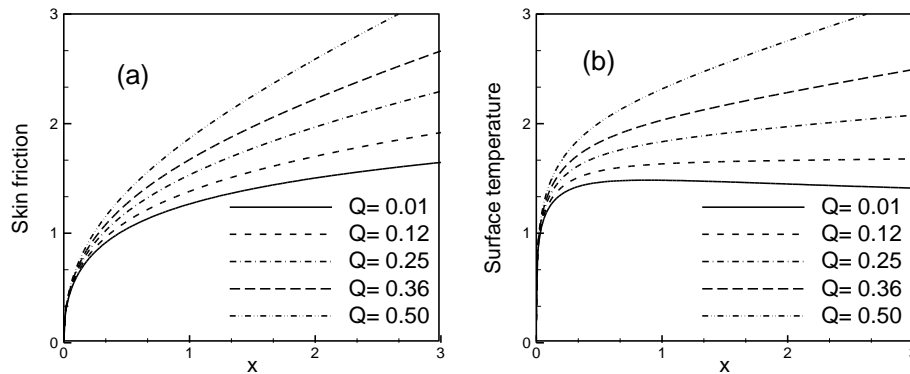 3
2
1
0
0
1
2
3
x
Skin friction
(a)
Q= 0.01
Q= 0.12
Q= 0.25
Q= 0.36
Q= 0.50
3
2
1
0
0
1
2
3
x
Surface temperature
(b)
Q= 0.01
Q= 0.12
Q= 0.25
Q= 0.36
Q= 0.50